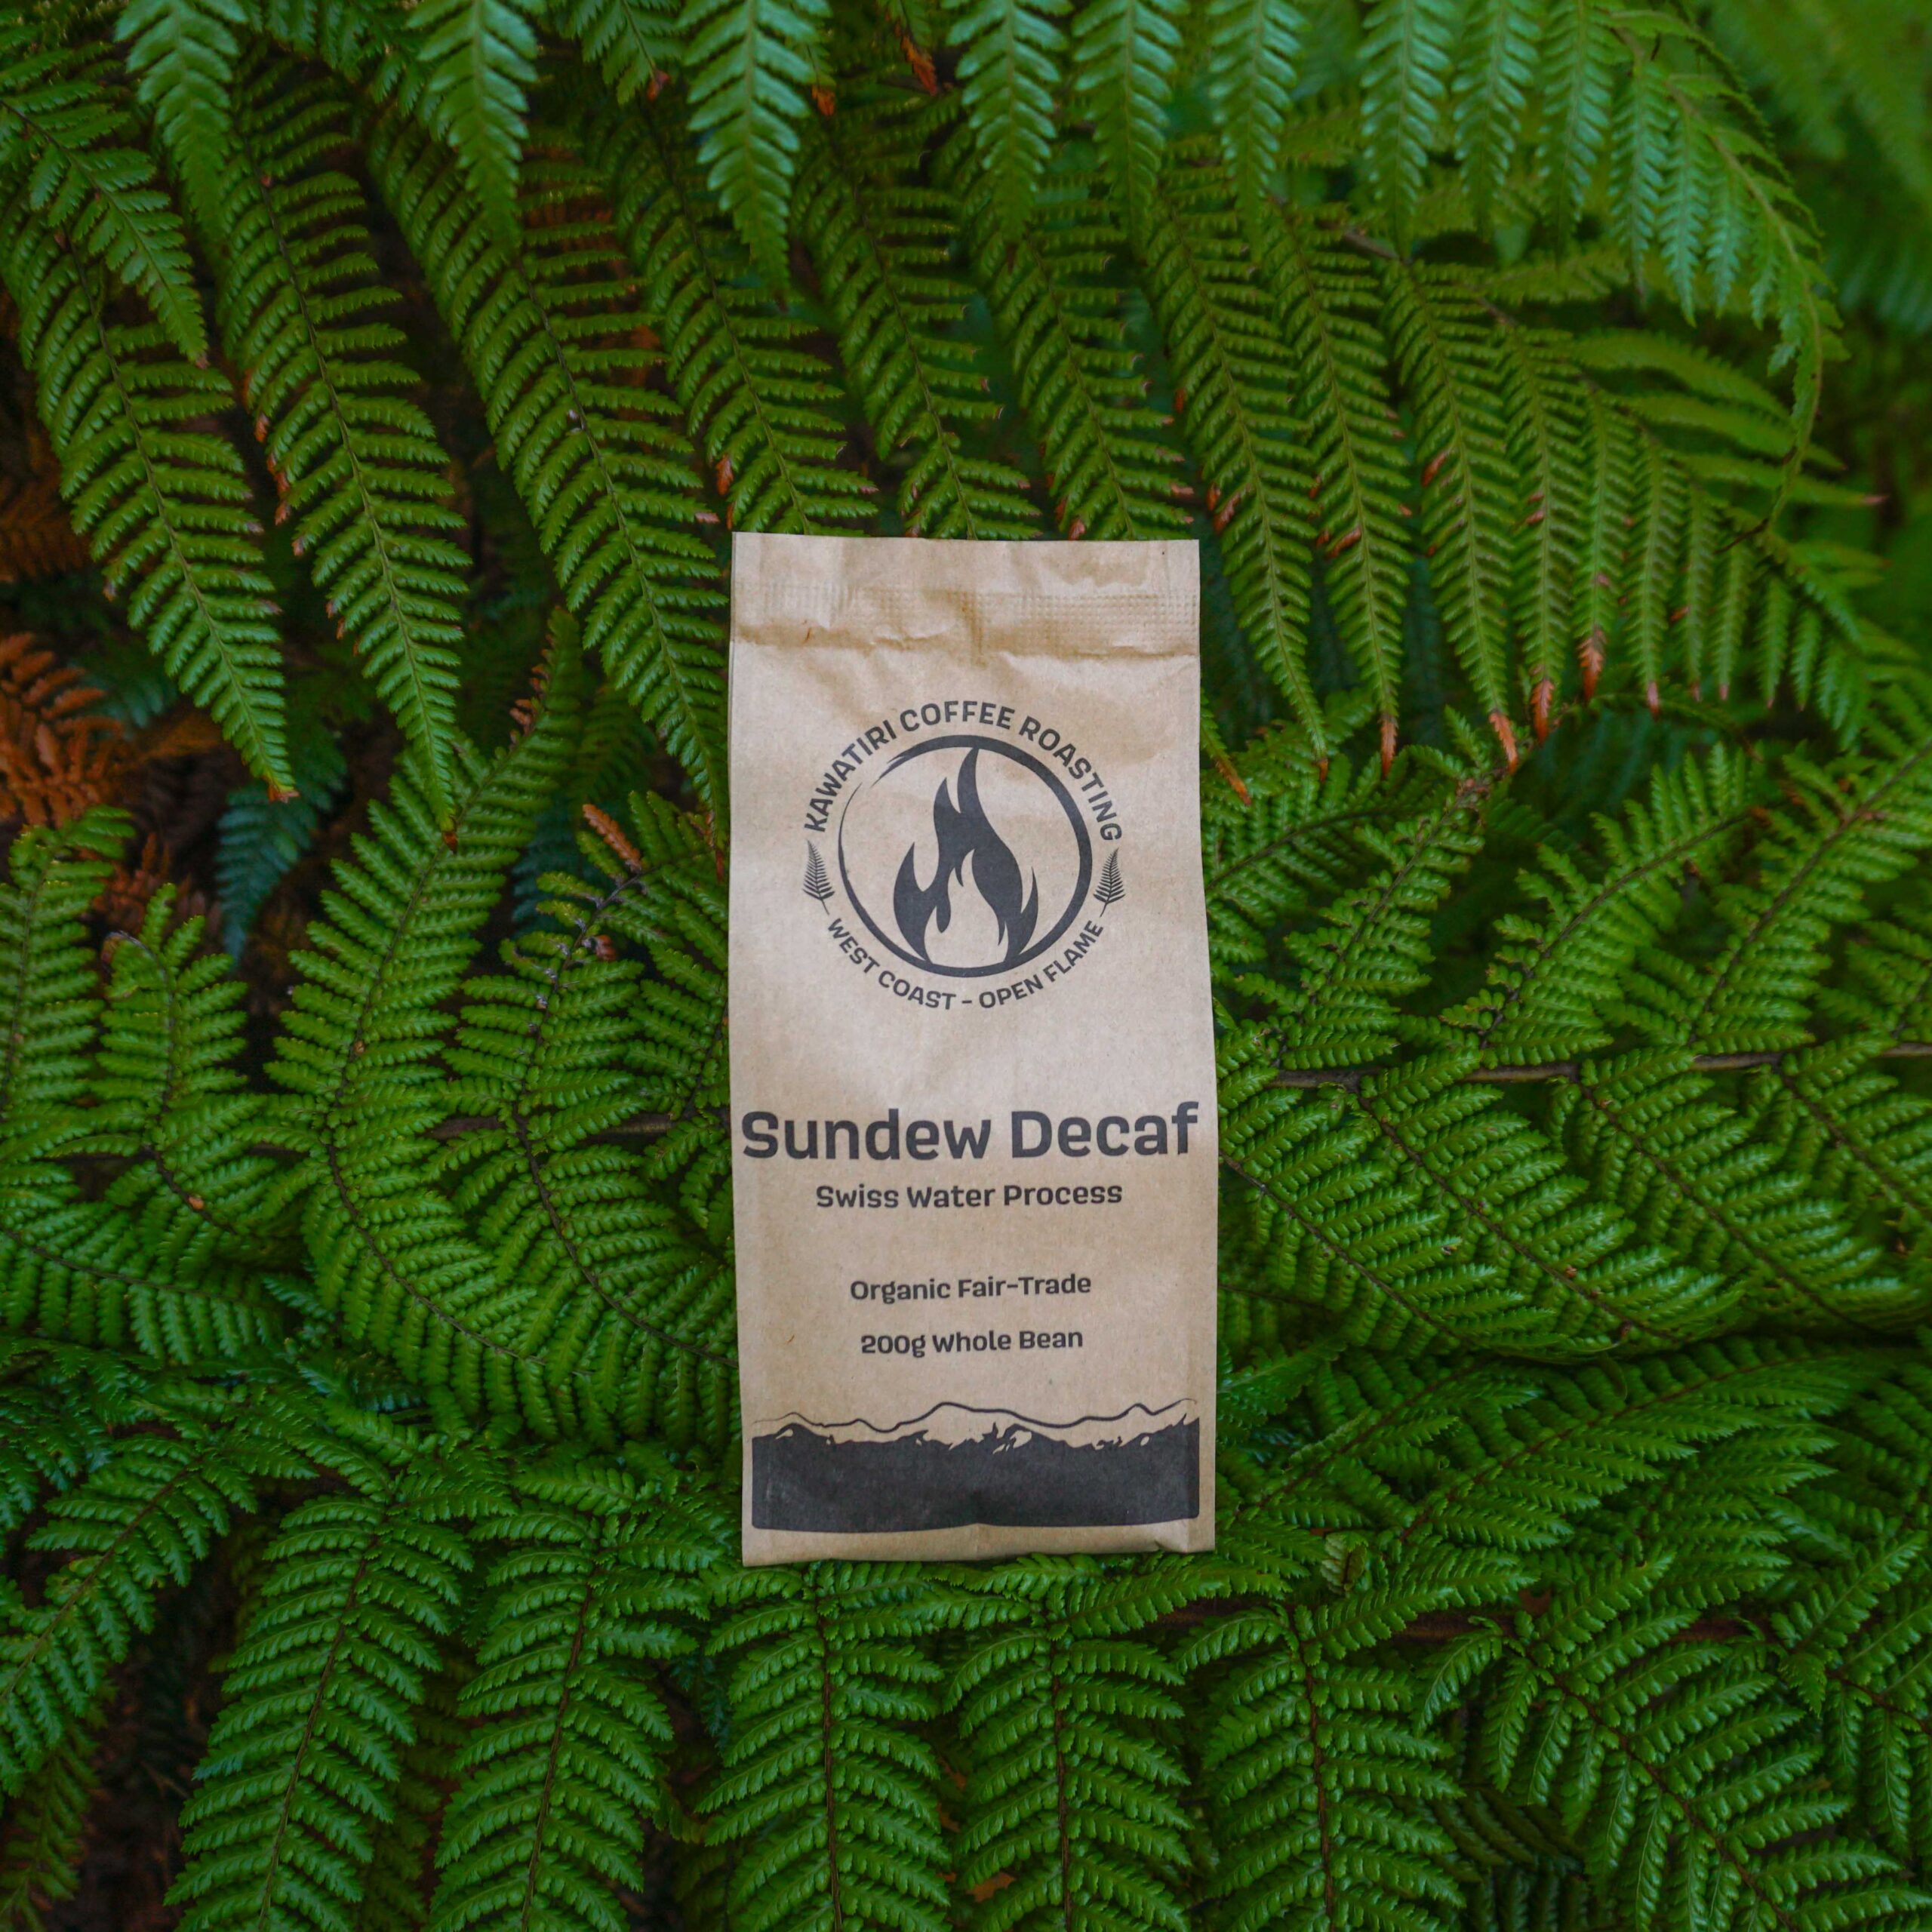 KAWATIRI COFFEE ROASTING
WEST COAST - OPEN FLAME
Sundew Decaf
Swiss Water Process
Organic Fair-Trade
200g Whole Bean